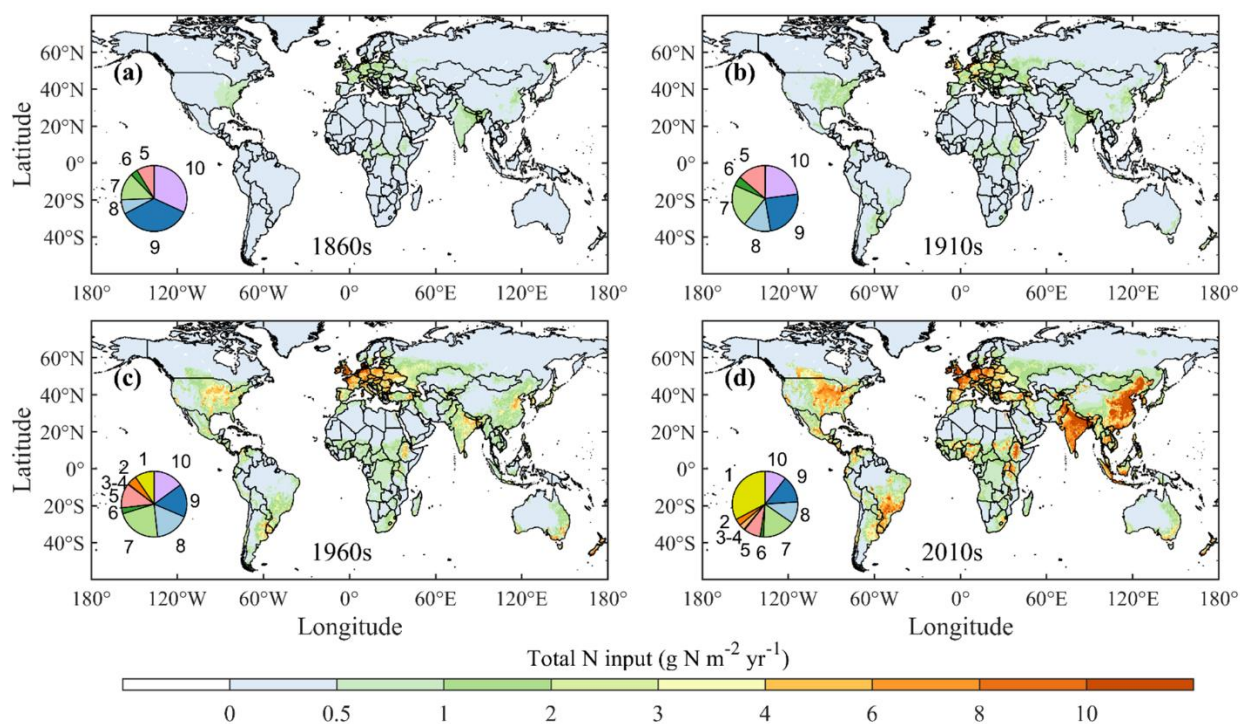 60°N
40°N
20°N
0°
20°S
40°S
Latitude
(a)
6 5 10
7
8
9
1860s
180° 120°W 60°W 0° 60°E 120°E 180°
60°N
40°N
20°N
0°
20°S
40°S
(b)
5 10
6
7
8 9
1910s
180° 120°W 60°W 0° 60°E 120°E 180°
60°N
40°N
20°N
0°
20°S
40°S
Latitude
(c)
2 1 10
3-4
5 9
6
7 8
1960s
180° 120°W 60°W 0° 60°E 120°E 180°
Longitude
60°N
40°N
20°N
0°
20°S
40°S
(d)
1 10
9
2 8
3-4
5 6 7
2010s
180° 120°W 60°W 0° 60°E 120°E 180°
Longitude
Total N input (g N m⁻² yr⁻¹)
0 0.5 1 2 3 4 6 8 10